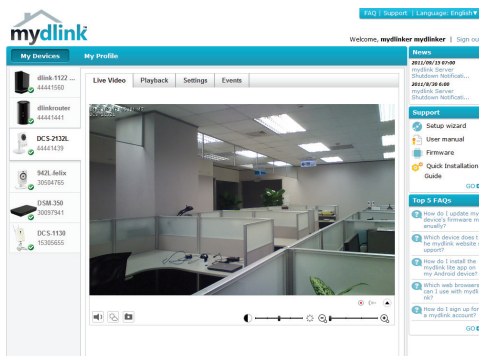 FAQ | Support | Language: English▼
mydlink
Welcome, mydlinker mydlinker | Sign ou
My Devices
My Profile
dlink-1122 ...
44441560
dlinkrouter
44441441
DCS-2132L
44441439
942L.felix
30504765
DSM-350
30097941
DCS-1130
15305655
Live Video
Playback
Settings
Events
News
2011/09/15 07:00
mydlink Server
Shutdown Notificati...
2011/8/30 6:00
mydlink Server
Shutdown Notificati...
Support
Setup wizard
User manual
Firmware
Quick Installation
Guide
GO
Top 5 FAQs
How do I update my
device's firmware m
anually?
Which device does t
he mydlink website s
upport?
How do I install the
mydlink lite app on
my Android device?
Which web browsers
can I use with mydli
nk?
How do I sign up for
a mydlink account?
GO